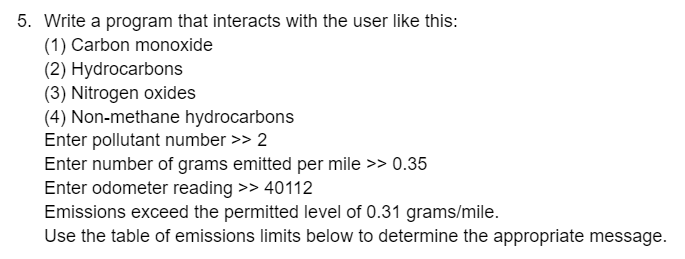 5. Write a program that interacts with the user like this:
(1) Carbon monoxide
(2) Hydrocarbons
(3) Nitrogen oxides
(4) Non-methane hydrocarbons
Enter pollutant number >> 2
Enter number of grams emitted per mile >> 0.35
Enter odometer reading >> 40112
Emissions exceed the permitted level of 0.31 grams/mile.
Use the table of emissions limits below to determine the appropriate message.